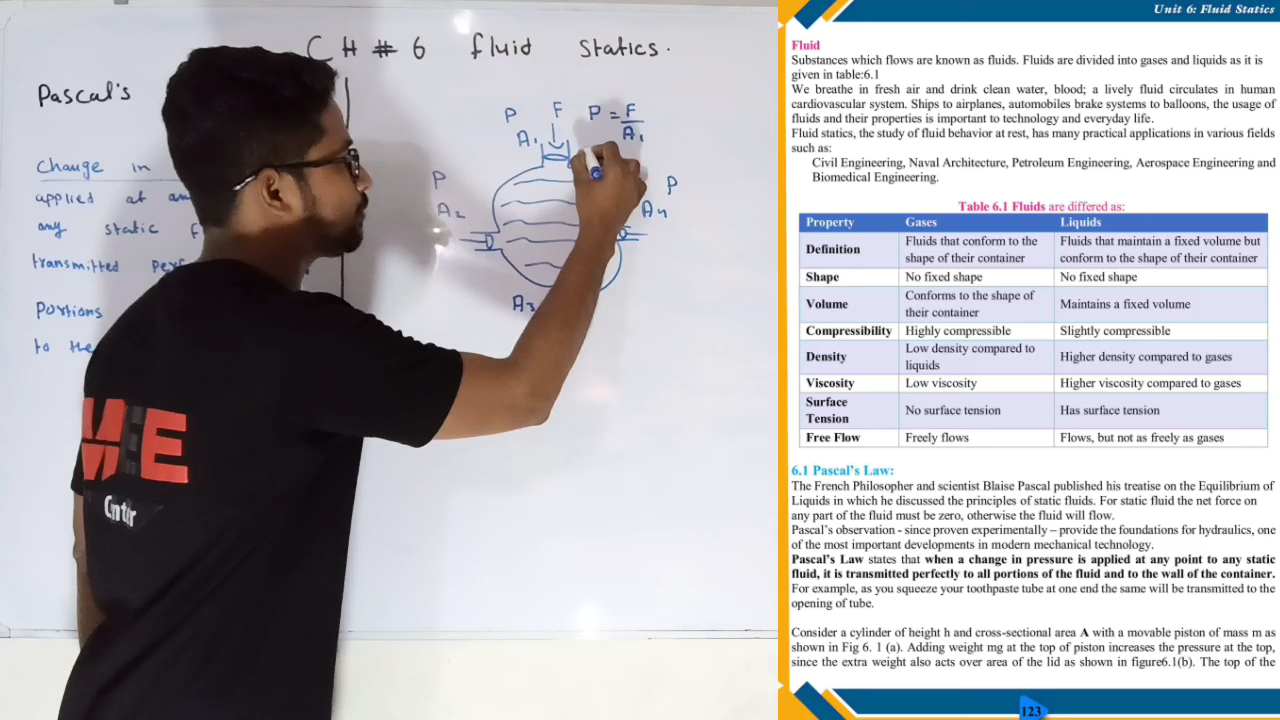 CH # 6 fluid statics.
Pascal's
Change in
applied at
any static
transmitted
Portions
to the
P F P = F
A₁ A₁
P
A₂
P
A₄
A₃
Center
Unit 6: Fluid Statics
Fluid
Substances which flows are known as fluids. Fluids are divided into gases and liquids as it is
given in table:6.1
We breathe in fresh air and drink clean water, blood; a lively fluid circulates in human
cardiovascular system. Ships to airplanes, automobiles brake systems to balloons, the usage of
fluids and their properties is important to technology and everyday life.
Fluid statics, the study of fluid behavior at rest, has many practical applications in various fields
such as:
Civil Engineering, Naval Architecture, Petroleum Engineering, Aerospace Engineering and
Biomedical Engineering.
Table 6.1 Fluids are differed as:
Property Gases Liquids
Definition Fluids that conform to the shape of their container Fluids that maintain a fixed volume but conform to the shape of their container
Shape No fixed shape No fixed shape
Volume Conforms to the shape of their container Maintains a fixed volume
Compressibility Highly compressible Slightly compressible
Density Low density compared to liquids Higher density compared to gases
Viscosity Low viscosity Higher viscosity compared to gases
Surface Tension No surface tension Has surface tension
Free Flow Freely flows Flows, but not as freely as gases
6.1 Pascal's Law:
The French Philosopher and scientist Blaise Pascal published his treatise on the Equilibrium of
Liquids in which he discussed the principles of static fluids. For static fluid the net force on
any part of the fluid must be zero, otherwise the fluid will flow.
Pascal's observation - since proven experimentally – provide the foundations for hydraulics, one
of the most important developments in modern mechanical technology.
Pascal's Law states that when a change in pressure is applied at any point to any static
fluid, it is transmitted perfectly to all portions of the fluid and to the wall of the container.
For example, as you squeeze your toothpaste tube at one end the same will be transmitted to the
opening of tube.
Consider a cylinder of height h and cross-sectional area A with a movable piston of mass m as
shown in Fig 6. 1 (a). Adding weight mg at the top of piston increases the pressure at the top,
since the extra weight also acts over area of the lid as shown in figure6.1(b). The top of the
123